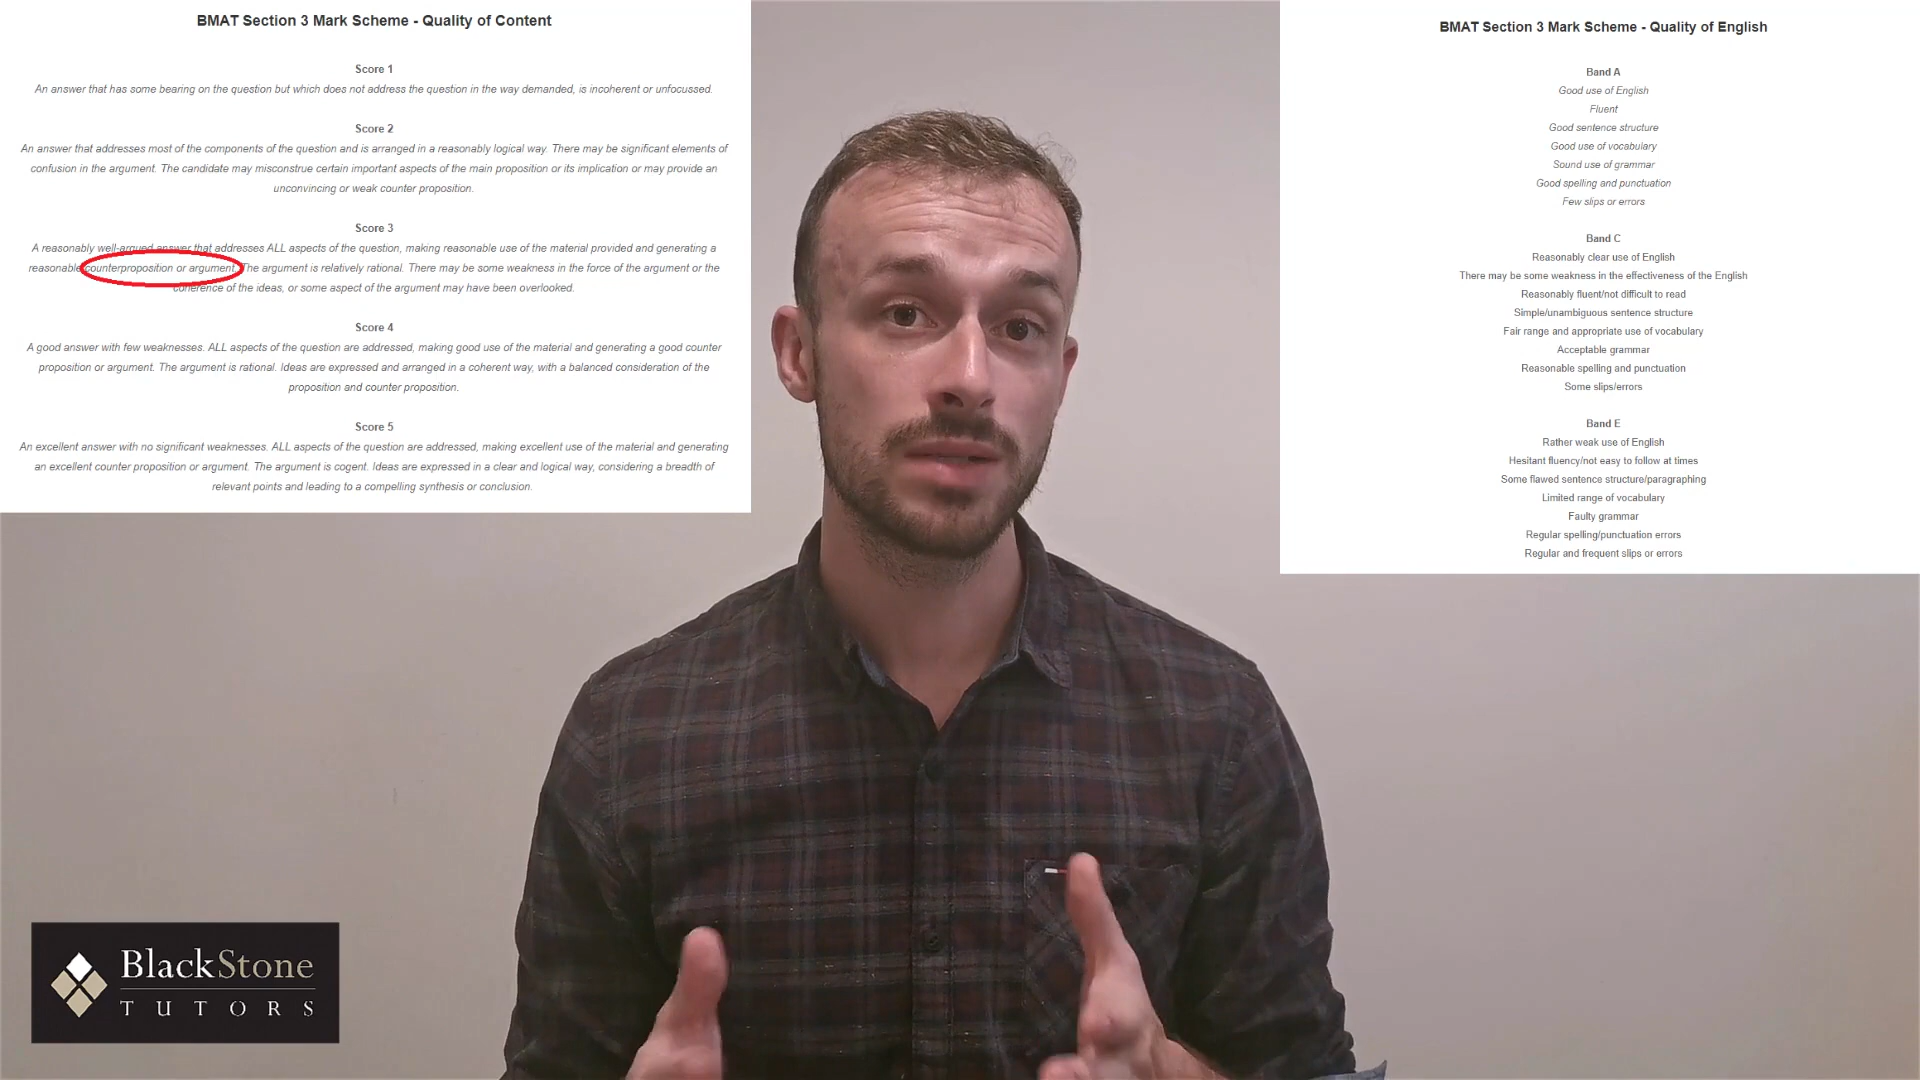 BMAT Section 3 Mark Scheme - Quality of Content
Score 1
An answer that has some bearing on the question but which does not address the question in the way demanded, is incoherent or unfocussed.
Score 2
An answer that addresses most of the components of the question and is arranged in a reasonably logical way. There may be significant elements of
confusion in the argument. The candidate may misconstrue certain important aspects of the main proposition or its implication or may provide an
unconvincing or weak counter proposition.
Score 3
A reasonably well-argued answer that addresses ALL aspects of the question, making reasonable use of the material provided and generating a
reasonable counterproposition or argument. The argument is relatively rational. There may be some weakness in the force of the argument or the
coherence of the ideas, or some aspect of the argument may have been overlooked.
Score 4
A good answer with few weaknesses. ALL aspects of the question are addressed, making good use of the material and generating a good counter
proposition or argument. The argument is rational. Ideas are expressed and arranged in a coherent way, with a balanced consideration of the
proposition and counter proposition.
Score 5
An excellent answer with no significant weaknesses. ALL aspects of the question are addressed, making excellent use of the material and generating
an excellent counter proposition or argument. The argument is cogent. Ideas are expressed in a clear and logical way, considering a breadth of
relevant points and leading to a compelling synthesis or conclusion.
BMAT Section 3 Mark Scheme - Quality of English
Band A
Good use of English
Fluent
Good sentence structure
Good use of vocabulary
Sound use of grammar
Good spelling and punctuation
Few slips or errors
Band C
Reasonably clear use of English
There may be some weakness in the effectiveness of the English
Reasonably fluent/not difficult to read
Simple/unambiguous sentence structure
Fair range and appropriate use of vocabulary
Acceptable grammar
Reasonable spelling and punctuation
Some slips/errors
Band E
Rather weak use of English
Hesitant fluency/not easy to follow at times
Some flawed sentence structure/paragraphing
Limited range of vocabulary
Faulty grammar
Regular spelling/punctuation errors
Regular and frequent slips or errors
BlackStone
TUTORS